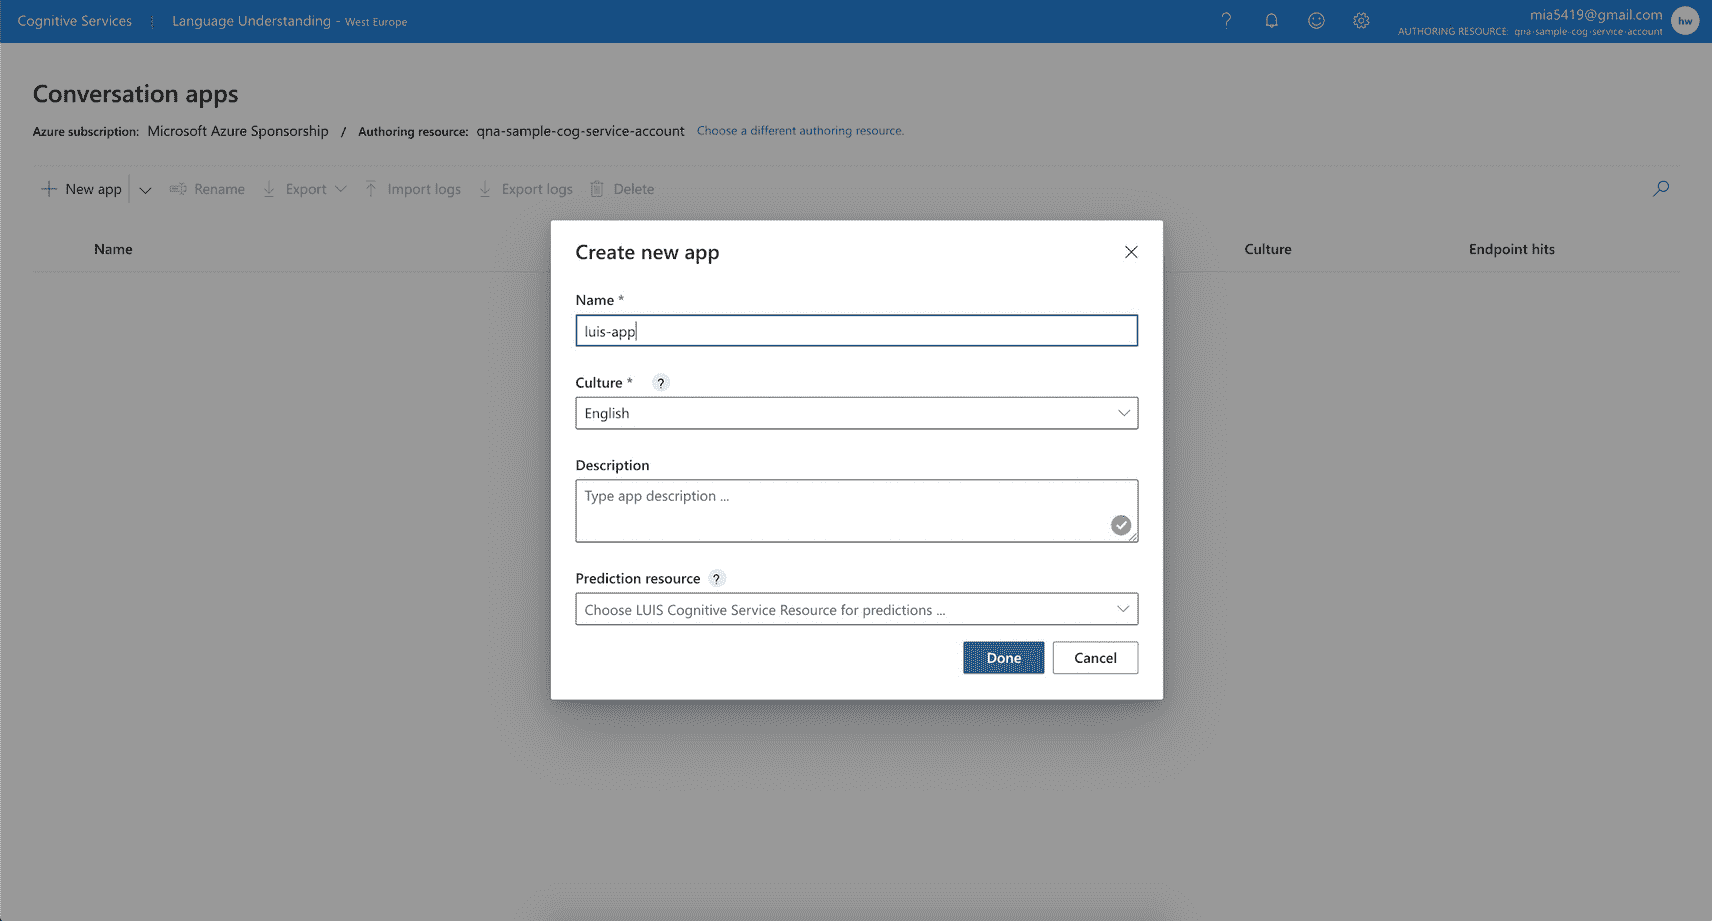 Cognitive Services Language Understanding - West Europe mia5419@gmail.com hw
AUTHORING RESOURCE: qna-sample-cog-service-account
Conversation apps
Azure subscription: Microsoft Azure Sponsorship / Authoring resource: qna-sample-cog-service-account Choose a different authoring resource.
New app Rename Export Import logs Export logs Delete
Name Culture Endpoint hits
Create new app
Name *
luis-app
Culture * ?
English
Description
Type app description ...
Prediction resource ?
Choose LUIS Cognitive Service Resource for predictions ...
Done Cancel